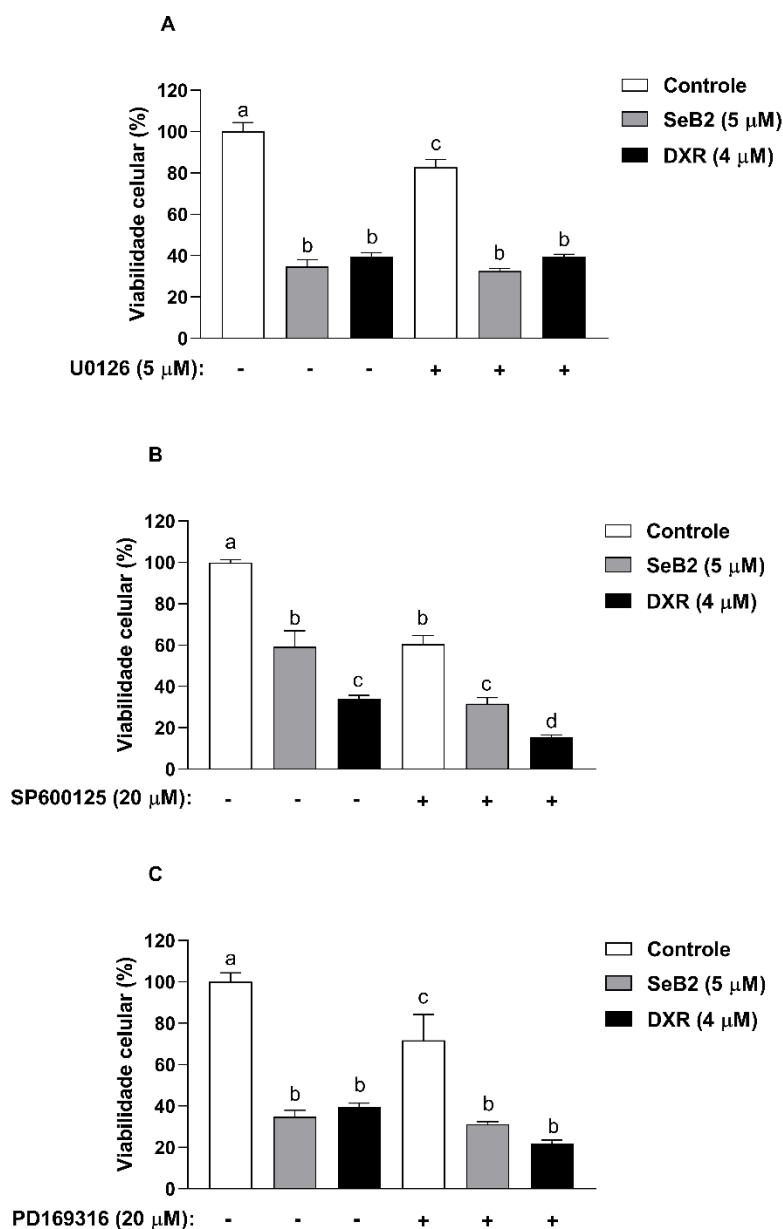 A
Viabilidade celular (%)
120
100
80
60
40
20
0
a
b
b
c
b
b
Controle
SeB2 (5 μM)
DXR (4 μM)
U0126 (5 μM): - - - + + +
B
Viabilidade celular (%)
120
100
80
60
40
20
0
a
b
c
b
c
d
Controle
SeB2 (5 μM)
DXR (4 μM)
SP600125 (20 μM): - - - + + +
C
Viabilidade celular (%)
120
100
80
60
40
20
0
a
b
b
c
b
b
Controle
SeB2 (5 μM)
DXR (4 μM)
PD169316 (20 μM): - - - + + +